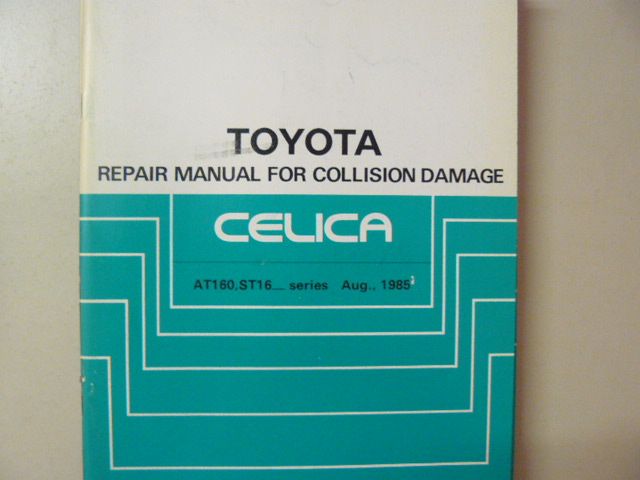 TOYOTA
REPAIR MANUAL FOR COLLISION DAMAGE
CELICA
AT160, ST16_ series Aug., 1985